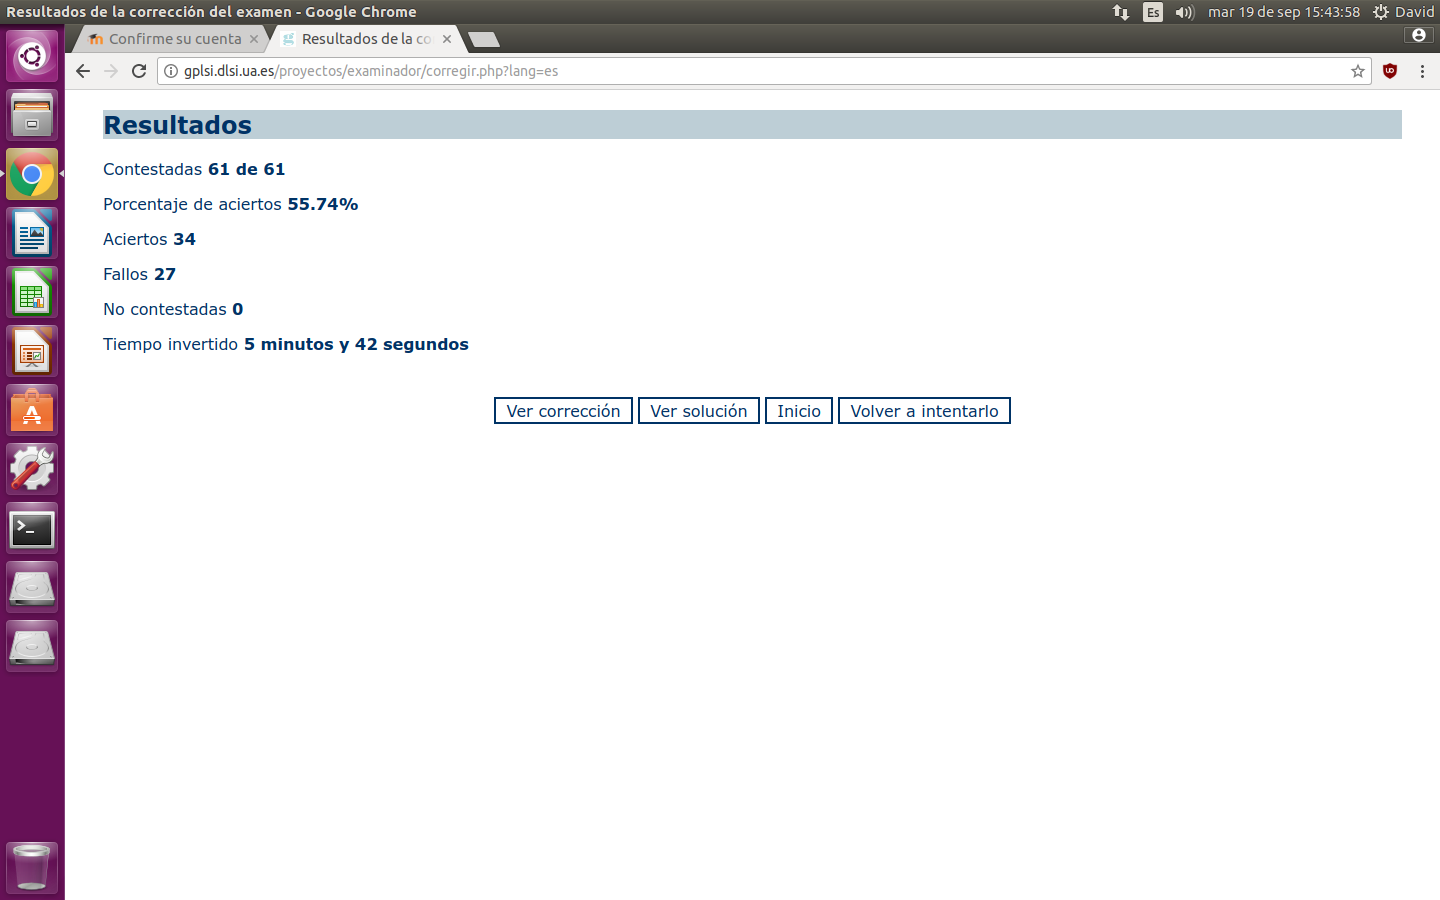 Resultados de la corrección del examen - Google Chrome
Es
mar 19 de sep 15:43:58
David
Confirme su cuenta
Resultados de la co
gplsi.dlsi.ua.es/proyectos/examinador/corregir.php?lang=es
Resultados
Contestadas 61 de 61
Porcentaje de aciertos 55.74%
Aciertos 34
Fallos 27
No contestadas 0
Tiempo invertido 5 minutos y 42 segundos
Ver corrección
Ver solución
Inicio
Volver a intentarlo